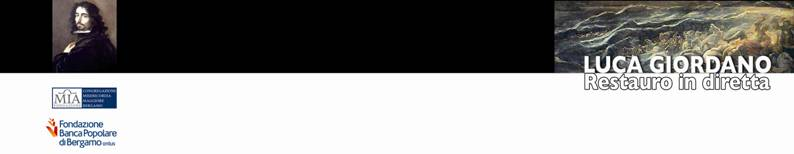 LUCA GIORDANO
Restauro in diretta
MIA
CONGREGAZIONE
MISERICORDIA
MAGGIORE
BERGAMO
Fondazione
Banca Popolare
di Bergamo onlus